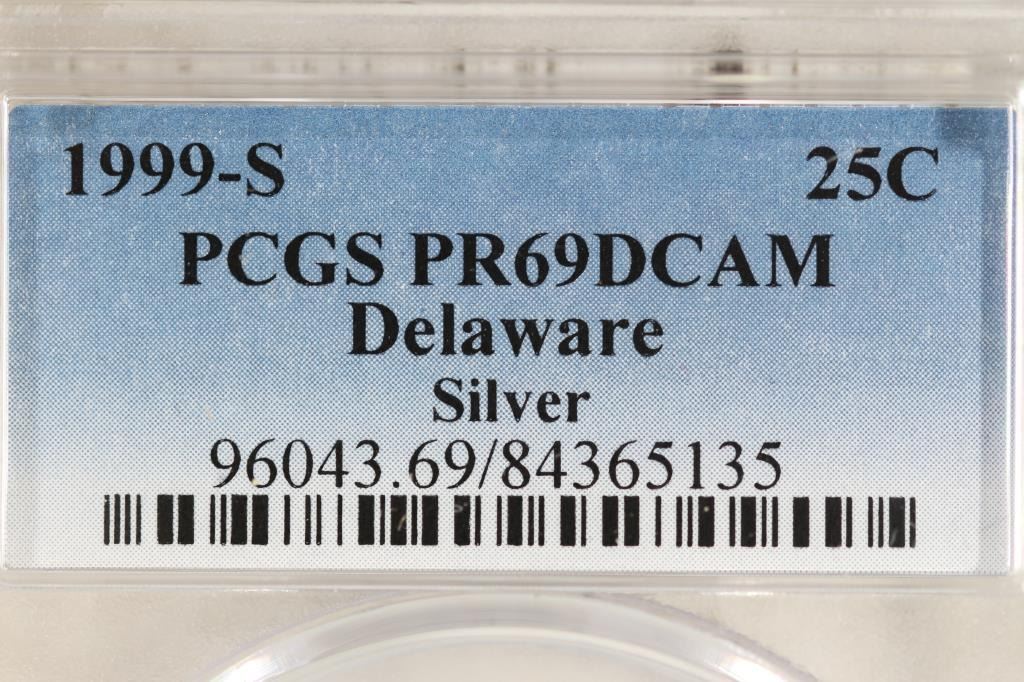 1999-S 25C
PCGS PR69DCAM
Delaware
Silver
96043.69/84365135